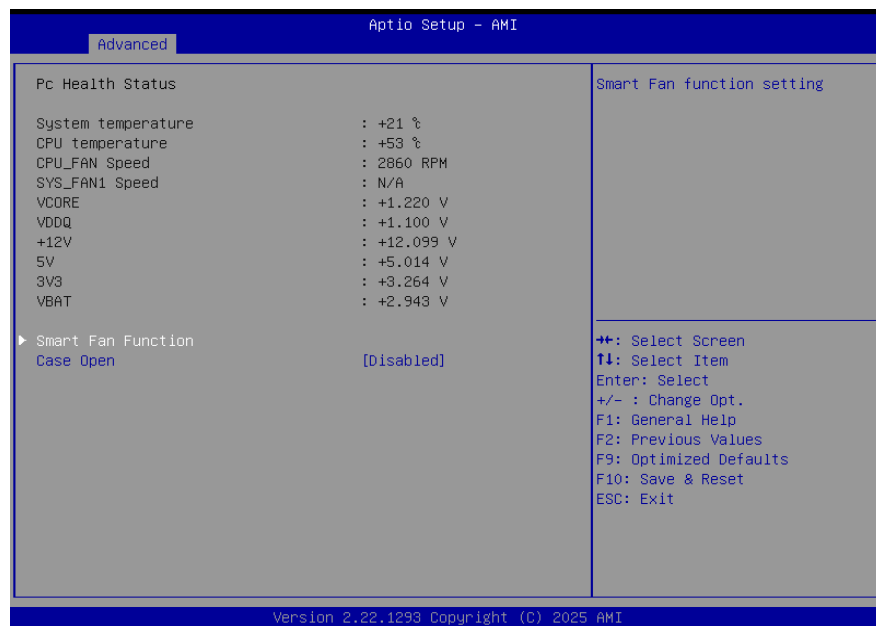 Aptio Setup – AMI
Advanced
Pc Health Status
System temperature : +21 ℃
CPU temperature : +53 ℃
CPU_FAN Speed : 2860 RPM
SYS_FAN1 Speed : N/A
VCORE : +1.220 V
VDDQ : +1.100 V
+12V : +12.099 V
5V : +5.014 V
3V3 : +3.264 V
VBAT : +2.943 V
Smart Fan Function
Case Open [Disabled]
Smart Fan function setting
→←: Select Screen
↑↓: Select Item
Enter: Select
+/- : Change Opt.
F1: General Help
F2: Previous Values
F9: Optimized Defaults
F10: Save & Reset
ESC: Exit
Version 2.22.1293 Copyright (C) 2025 AMI